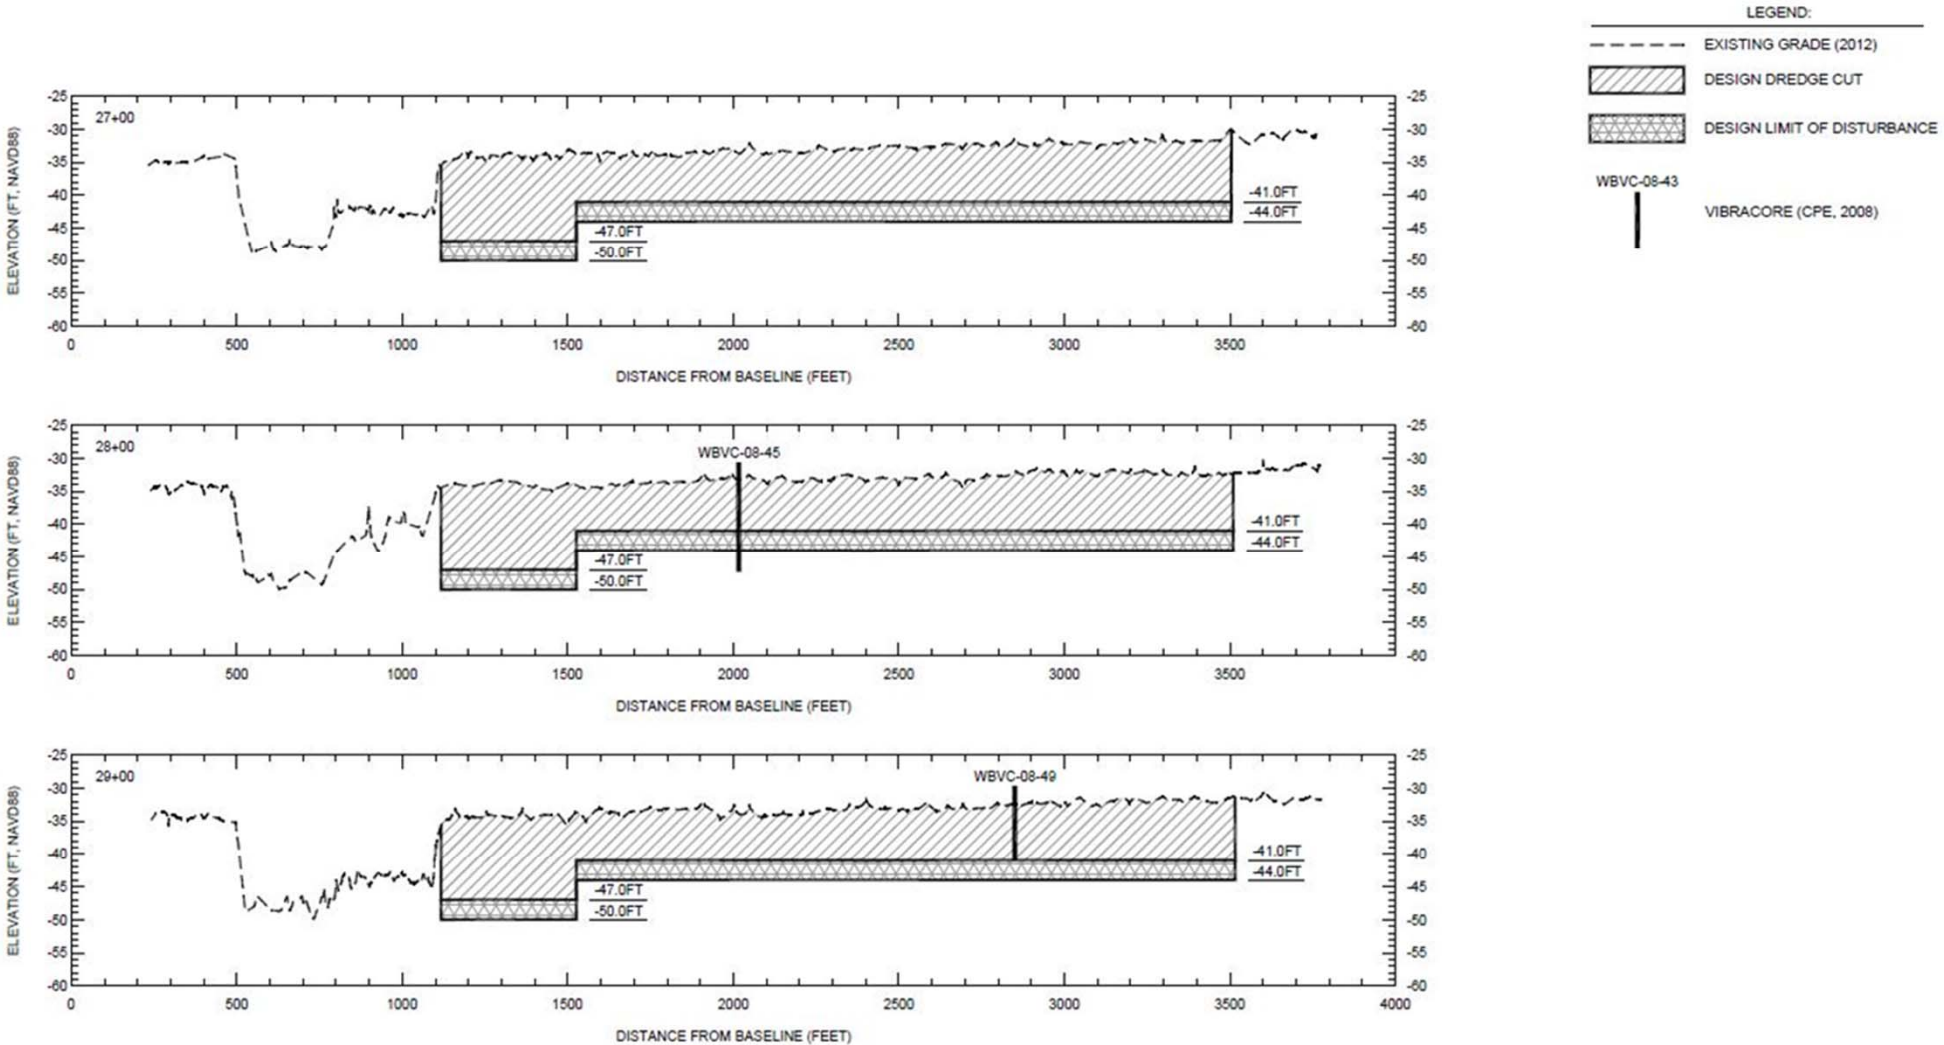 LEGEND:
EXISTING GRADE (2012)
DESIGN DREDGE CUT
DESIGN LIMIT OF DISTURBANCE
WBVC-08-43
VIBRACORE (CPE, 2008)
27+00
ELEVATION (FT, NAVD88)
-25 -25
-30 -30
-35 -35
-40 -41.0FT -40
-44.0FT
-45 -47.0FT -45
-50 -50.0FT -50
-55 -55
-60 -60
0 500 1000 1500 2000 2500 3000 3500
DISTANCE FROM BASELINE (FEET)
28+00
WBVC-08-45
ELEVATION (FT, NAVD88)
-25 -25
-30 -30
-35 -35
-40 -41.0FT -40
-44.0FT
-45 -47.0FT -45
-50 -50.0FT -50
-55 -55
-60 -60
0 500 1000 1500 2000 2500 3000 3500
DISTANCE FROM BASELINE (FEET)
29+00
WBVC-08-49
ELEVATION (FT, NAVD88)
-25 -25
-30 -30
-35 -35
-40 -41.0FT -40
-44.0FT
-45 -47.0FT -45
-50 -50.0FT -50
-55 -55
-60 -60
0 500 1000 1500 2000 2500 3000 3500 4000
DISTANCE FROM BASELINE (FEET)